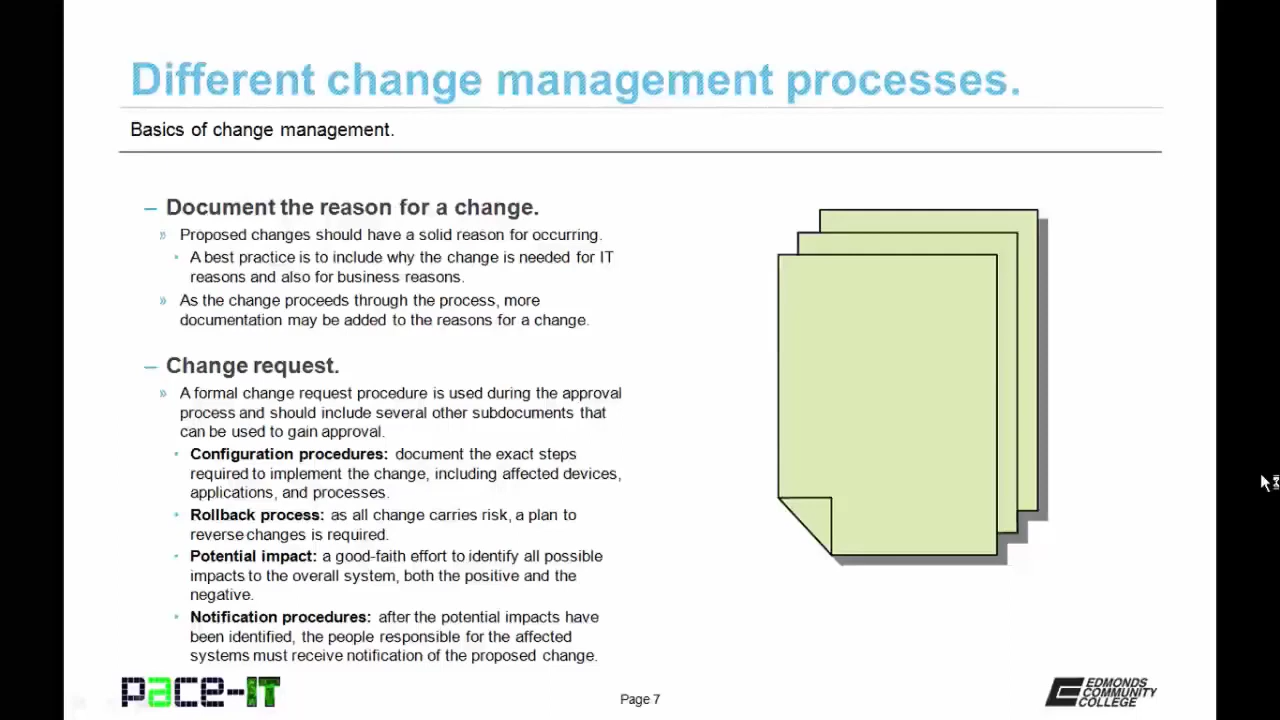 Different change management processes.
Basics of change management.
– Document the reason for a change.
» Proposed changes should have a solid reason for occurring.
• A best practice is to include why the change is needed for IT
reasons and also for business reasons.
» As the change proceeds through the process, more
documentation may be added to the reasons for a change.
– Change request.
» A formal change request procedure is used during the approval
process and should include several other subdocuments that
can be used to gain approval.
• Configuration procedures: document the exact steps
required to implement the change, including affected devices,
applications, and processes.
• Rollback process: as all change carries risk, a plan to
reverse changes is required.
• Potential impact: a good-faith effort to identify all possible
impacts to the overall system, both the positive and the
negative.
• Notification procedures: after the potential impacts have
been identified, the people responsible for the affected
systems must receive notification of the proposed change.
pace-IT
Page 7
EDMONDS
COMMUNITY
COLLEGE